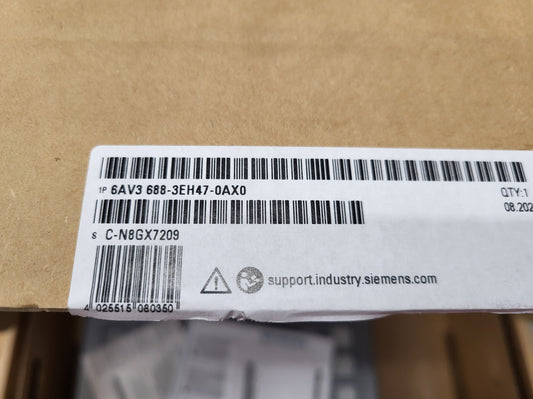 1P 6AV3 688-3EH47-0AX0
QTY:1
08.202
S C-N8GX7209
support.industry.siemens.com
4 025515 080350